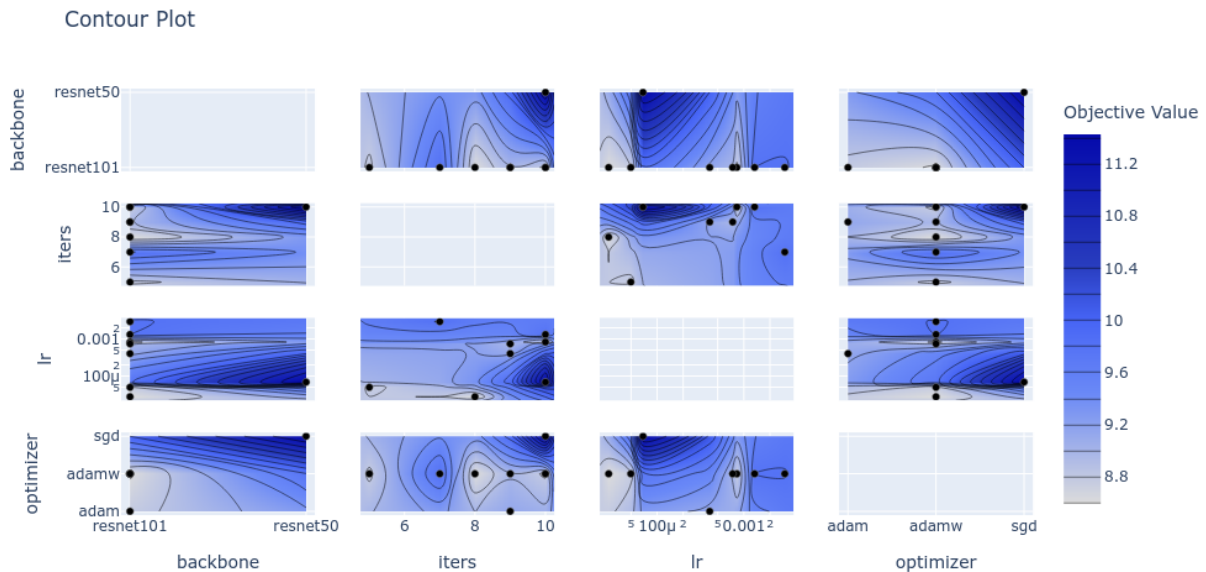 Contour Plot
backbone
resnet50
resnet101
Objective Value
11.2
10.8
10.4
10
9.6
9.2
8.8
iters
10
8
6
lr
2
0.001
5
2
100μ
5
optimizer
sgd
adamw
adam
resnet101 resnet50
6 8 10
5 100μ 2 5 0.001 2
adam adamw sgd
backbone iters lr optimizer